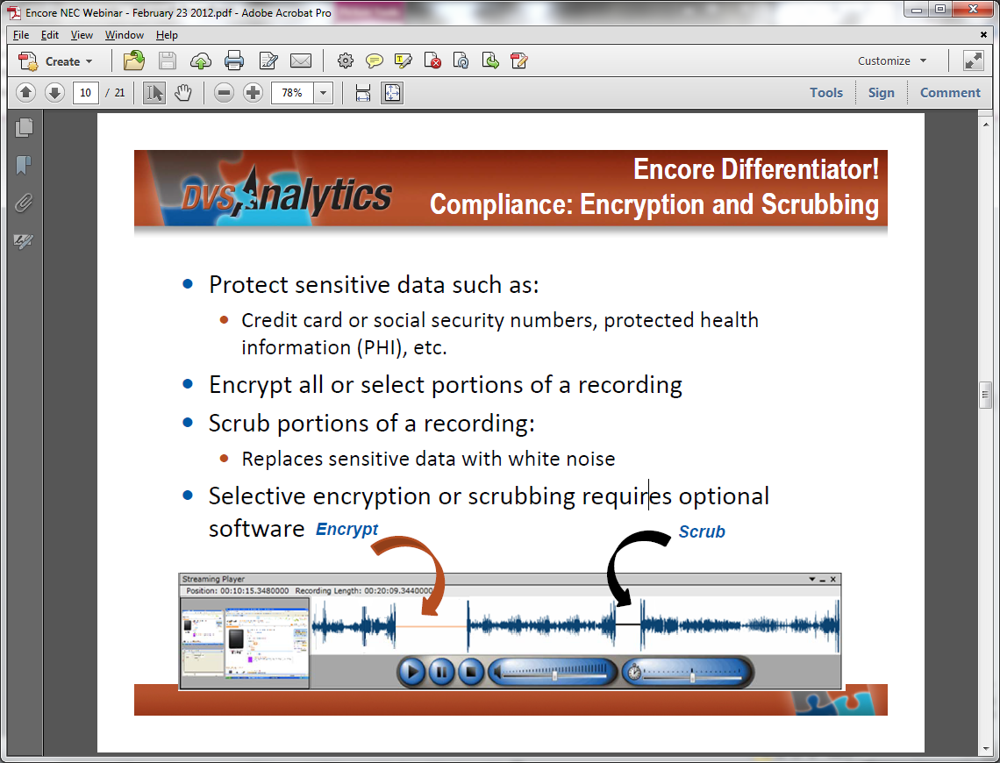 Encore NEC Webinar - February 23 2012.pdf - Adobe Acrobat Pro
File Edit View Window Help
Create
Customize
10 / 21
78%
Tools Sign Comment
DVSAnalytics
Encore Differentiator!
Compliance: Encryption and Scrubbing
• Protect sensitive data such as:
• Credit card or social security numbers, protected health
information (PHI), etc.
• Encrypt all or select portions of a recording
• Scrub portions of a recording:
• Replaces sensitive data with white noise
• Selective encryption or scrubbing requires optional
software
Encrypt
Scrub
Streaming Player
Position: 00:10:15.3480000 Recording Length: 00:20:09.3440000